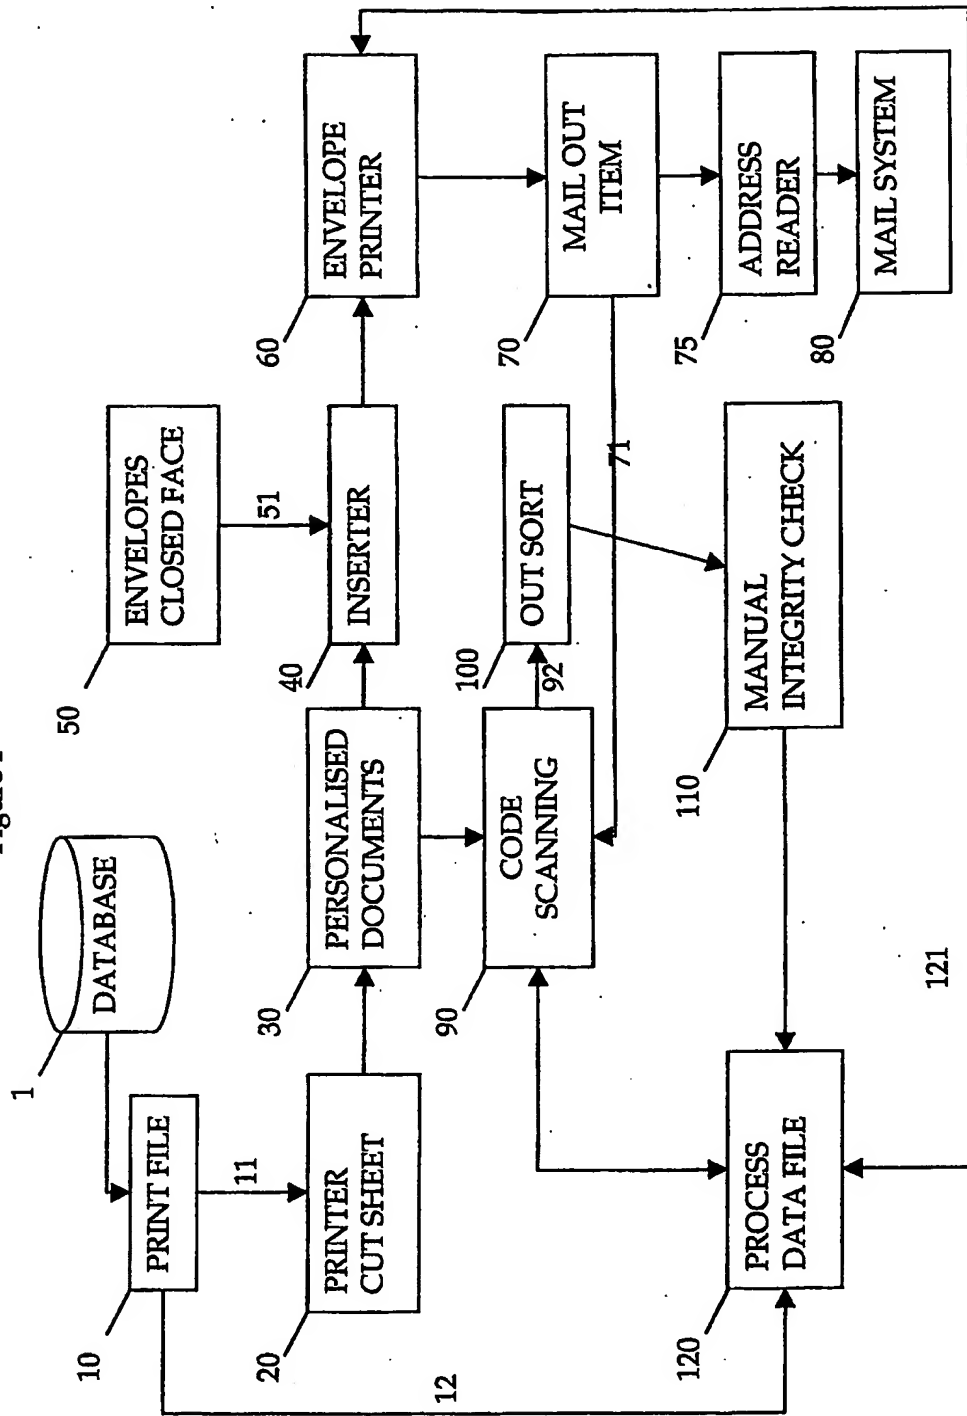 Figure 1
1
DATABASE
10
PRINT FILE
11
12
20
PRINTER
CUT SHEET
30
PERSONALISED
DOCUMENTS
40
INSERTER
50
ENVELOPES
CLOSED FACE
51
60
ENVELOPE
PRINTER
70
MAIL OUT
ITEM
71
75
ADDRESS
READER
80
MAIL SYSTEM
90
CODE
SCANNING
92
100
OUT SORT
110
MANUAL
INTEGRITY CHECK
120
PROCESS
DATA FILE
121